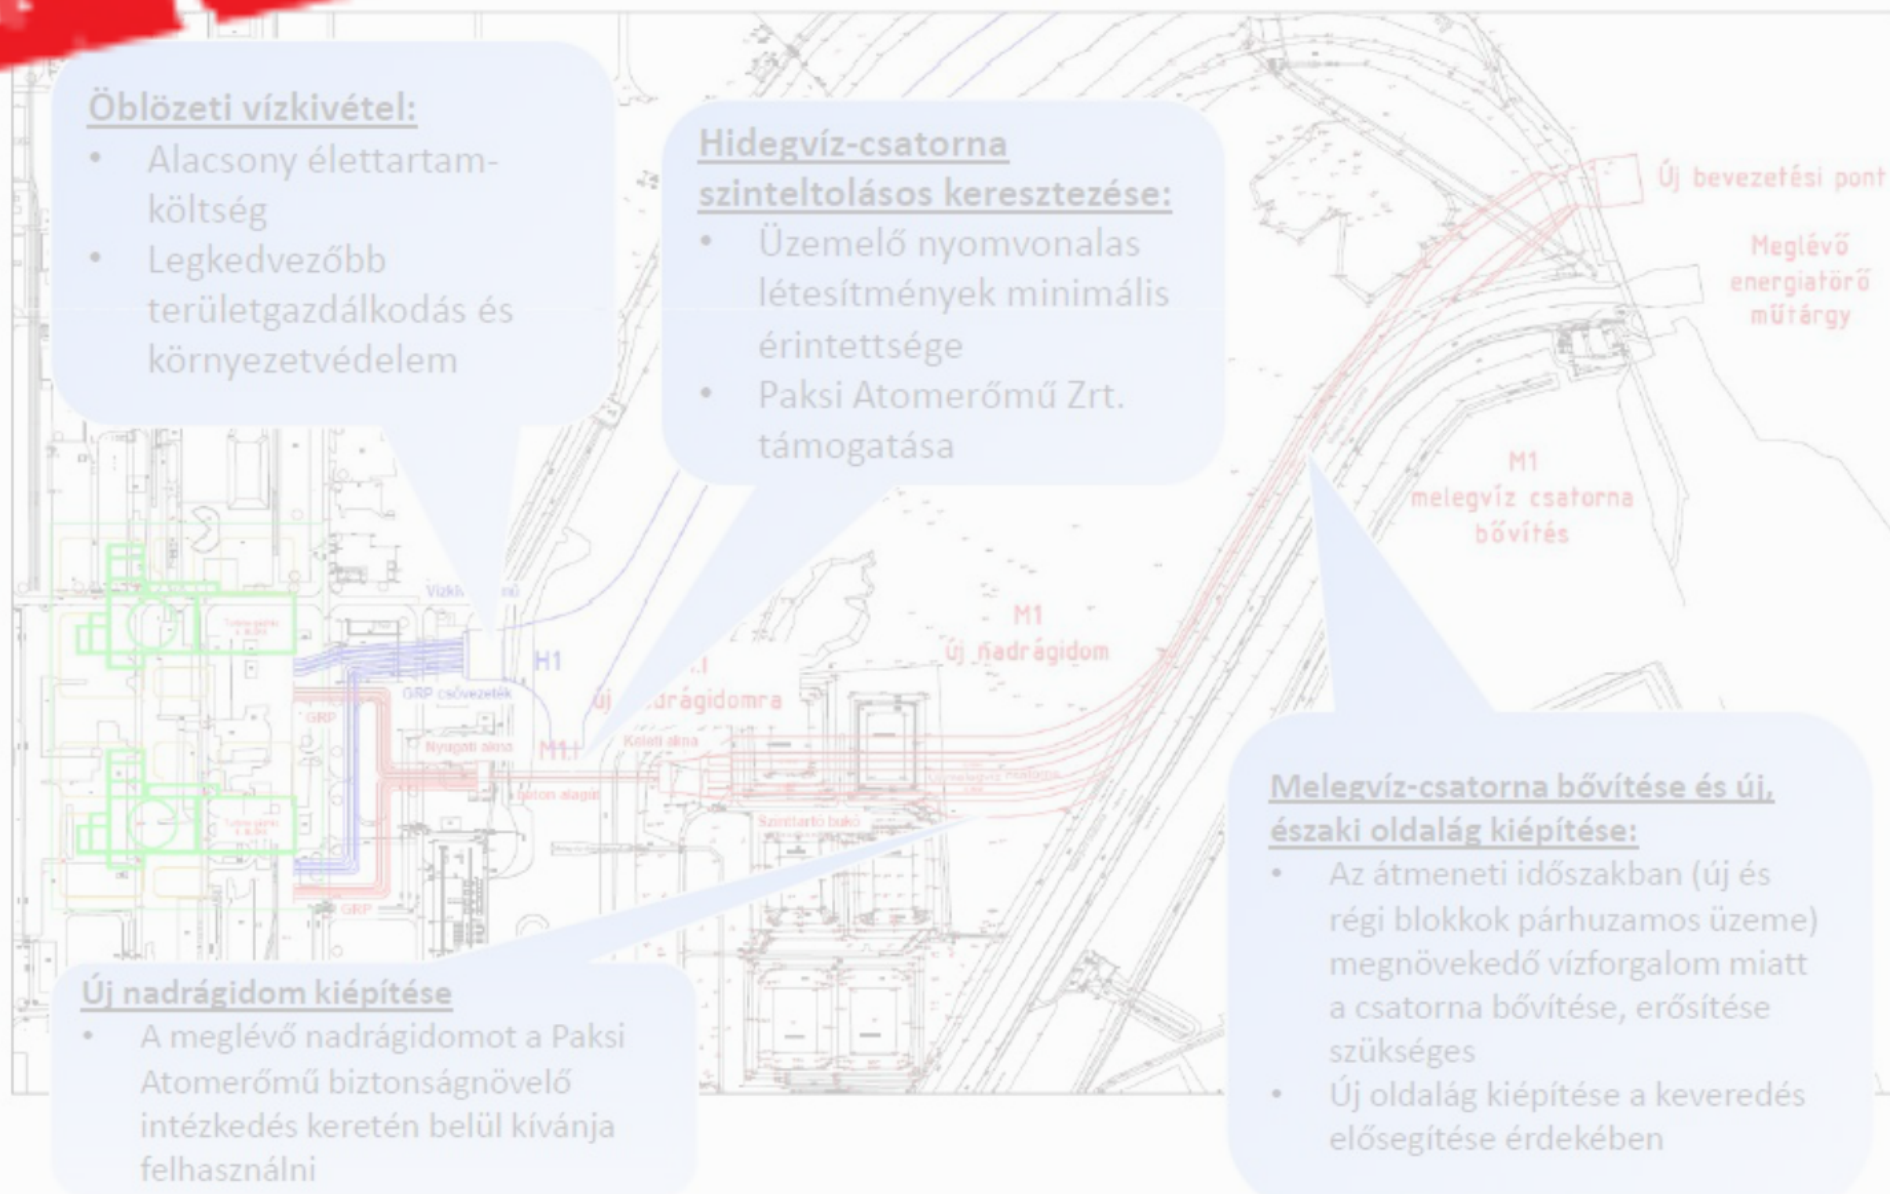 Öblözeti vízkivétel:
• Alacsony élettartam-
költség
• Legkedvezőbb
területgazdálkodás és
környezetvédelem
Hidegvíz-csatorna
szinteltolásos keresztezése:
• Üzemelő nyomvonalas
létesítmények minimális
érintettsége
• Paksi Atomerőmű Zrt.
támogatása
Új bevezetési pont
Meglévő
energiatörő
műtárgy
M1
melegvíz csatorna
bővítés
M1
új nadrágidom
H1
GRP csővezeték
GRP
Nyugati akna
M1.I
Keleti akna
beton alagút
Szinttartó bukó
GRP
Új nadrágidom kiépítése
• A meglévő nadrágidomot a Paksi
Atomerőmű biztonságnövelő
intézkedés keretén belül kívánja
felhasználni
Melegvíz-csatorna bővítése és új,
északi oldalág kiépítése:
• Az átmeneti időszakban (új és
régi blokkok párhuzamos üzeme)
megnövekedő vízforgalom miatt
a csatorna bővítése, erősítése
szükséges
• Új oldalág kiépítése a keveredés
elősegítése érdekében